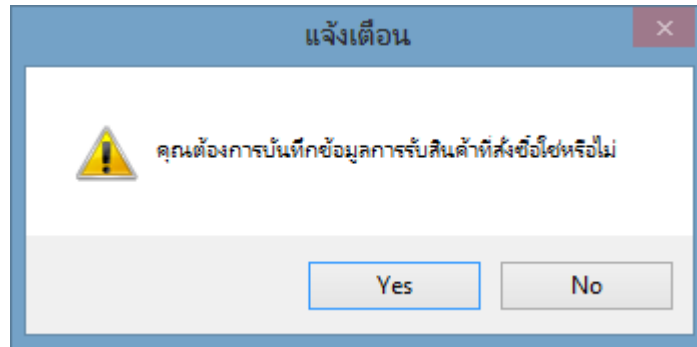 แจ้งเตือน
คุณต้องการบันทึกข้อมูลการรับสินค้าที่สั่งซื้อใช่หรือไม่
Yes
No